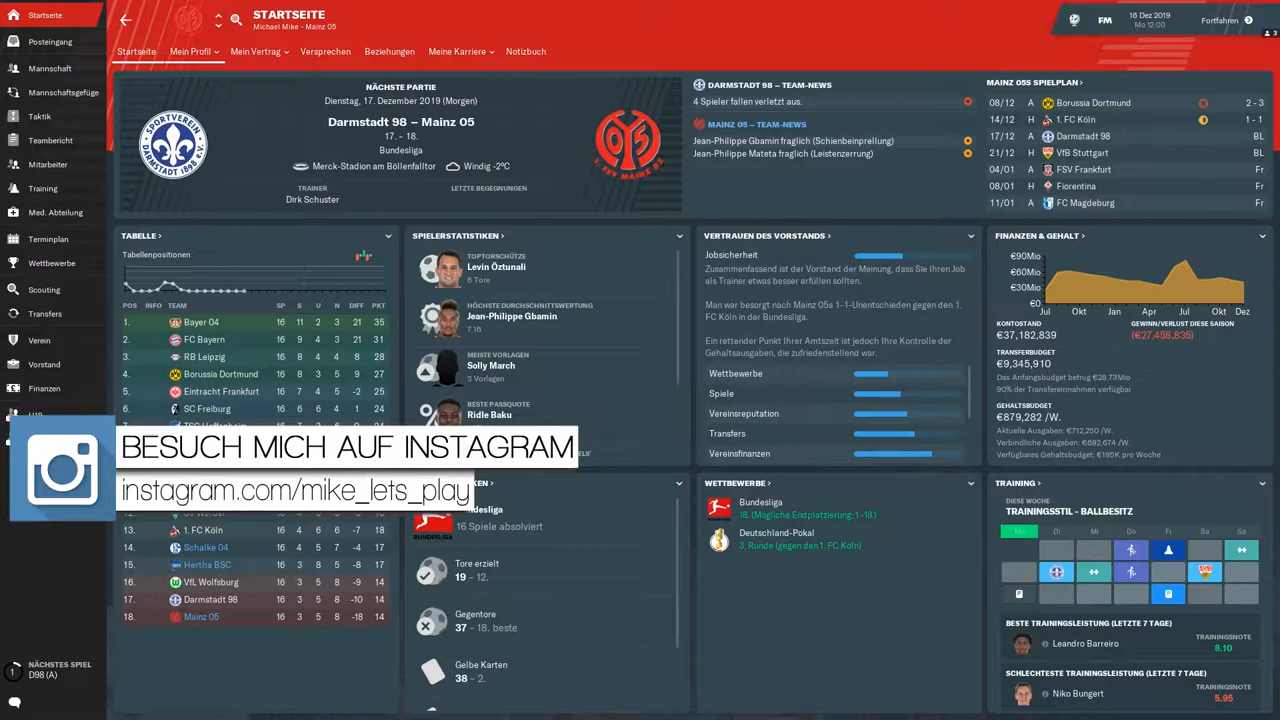 Startseite
Posteingang
Mannschaft
Mannschaftsgefüge
Taktik
Teambericht
Mitarbeiter
Training
Med. Abteilung
Terminplan
Wettbewerbe
Scouting
Transfers
Verein
Vorstand
Finanzen
NÄCHSTES SPIEL
D98 (A)
STARTSEITE
Michael Mike - Mainz 05
Startseite
Mein Profil
Mein Vertrag
Versprechen
Beziehungen
Meine Karriere
Notizbuch
FM
16 Dez 2019
Mo 12:00
Fortfahren
3
NÄCHSTE PARTIE
Dienstag, 17. Dezember 2019 (Morgen)
Darmstadt 98 – Mainz 05
17. – 18.
Bundesliga
Merck-Stadion am Böllenfalltor
Windig -2ºC
TRAINER
Dirk Schuster
LETZTE BEGEGNUNGEN
DARMSTADT 98 – TEAM-NEWS
4 Spieler fallen verletzt aus.
MAINZ 05 – TEAM-NEWS
Jean-Philippe Gbamin fraglich (Schienbeinprellung)
Jean-Philippe Mateta fraglich (Leistenzerrung)
MAINZ 05S SPIELPLAN >
08/12 A Borussia Dortmund 2 - 3
14/12 H 1. FC Köln 1 - 1
17/12 A Darmstadt 98 BL
21/12 H VfB Stuttgart BL
04/01 A FSV Frankfurt Fr
08/01 H Fiorentina Fr
11/01 A FC Magdeburg Fr
TABELLE >
Tabellenpositionen
POS INFO TEAM SP S U N DIFF PKT
1. Bayer 04 16 11 2 3 21 35
2. FC Bayern 16 9 4 3 21 31
3. RB Leipzig 16 8 4 4 8 28
4. Borussia Dortmund 16 8 3 5 9 27
5. Eintracht Frankfurt 16 7 4 5 -2 25
6. SC Freiburg 16 6 6 4 1 24
13. 1. FC Köln 16 4 6 6 -7 18
14. Schalke 04 16 4 5 7 -4 17
15. Hertha BSC 16 3 8 5 -8 17
16. VfL Wolfsburg 16 3 5 8 -9 14
17. Darmstadt 98 16 3 5 8 -10 14
18. Mainz 05 16 3 5 8 -18 14
BESUCH MICH AUF INSTAGRAM
instagram.com/mike_lets_play
SPIELERSTATISTIKEN >
TOPTORSCHÜTZE
Levin Öztunali
6 Tore
HÖCHSTE DURCHSCHNITTSWERTUNG
Jean-Philippe Gbamin
7.16
MEISTE VORLAGEN
Solly March
3 Vorlagen
BESTE PASSQUOTE
Ridle Baku
KEN >
BUNDESLIGA
16 Spiele absolviert
Tore erzielt
19 – 12.
Gegentore
37 – 18. beste
Gelbe Karten
38 – 2.
VERTRAUEN DES VORSTANDS >
Jobsicherheit
Zusammenfassend ist der Vorstand der Meinung, dass Sie Ihren Job
als Trainer etwas besser erfüllen sollten.
Man war besorgt nach Mainz 05s 1-1-Unentschieden gegen den 1.
FC Köln in der Bundesliga.
Ein rettender Punkt Ihrer Amtszeit ist jedoch Ihre Kontrolle der
Gehaltsausgaben, die zufriedenstellend war.
Wettbewerbe
Spiele
Vereinsreputation
Transfers
Vereinsfinanzen
WETTBEWERBE >
Bundesliga
18. (Mögliche Endplatzierung: 1.-18.)
Deutschland-Pokal
3. Runde (gegen den 1. FC Köln)
FINANZEN & GEHALT >
€90Mio
€60Mio
€30Mio
€0
Jul Okt Jan Apr Jul Okt Dez
KONTOSTAND
€37,182,839
GEWINN/VERLUST DIESE SAISON
(€27,458,835)
TRANSFERBUDGET
€9,345,910
Das Anfangsbudget betrug €28.73Mio
90% der Transfereinnahmen verfügbar
GEHALTSBUDGET
€879,282 /W.
Aktuelle Ausgaben: €712,250 /W.
Verbindliche Ausgaben: €682,674 /W.
Verfügbares Gehaltsbudget: €195K pro Woche
TRAINING >
DIESE WOCHE
TRAININGSSTIL - BALLBESITZ
Mo Di Mi Do Fr Sa So
BESTE TRAININGSLEISTUNG (LETZTE 7 TAGE)
Leandro Barreiro
TRAININGSNOTE
8.10
SCHLECHTESTE TRAININGSLEISTUNG (LETZTE 7 TAGE)
Niko Bungert
TRAININGSNOTE
5.95